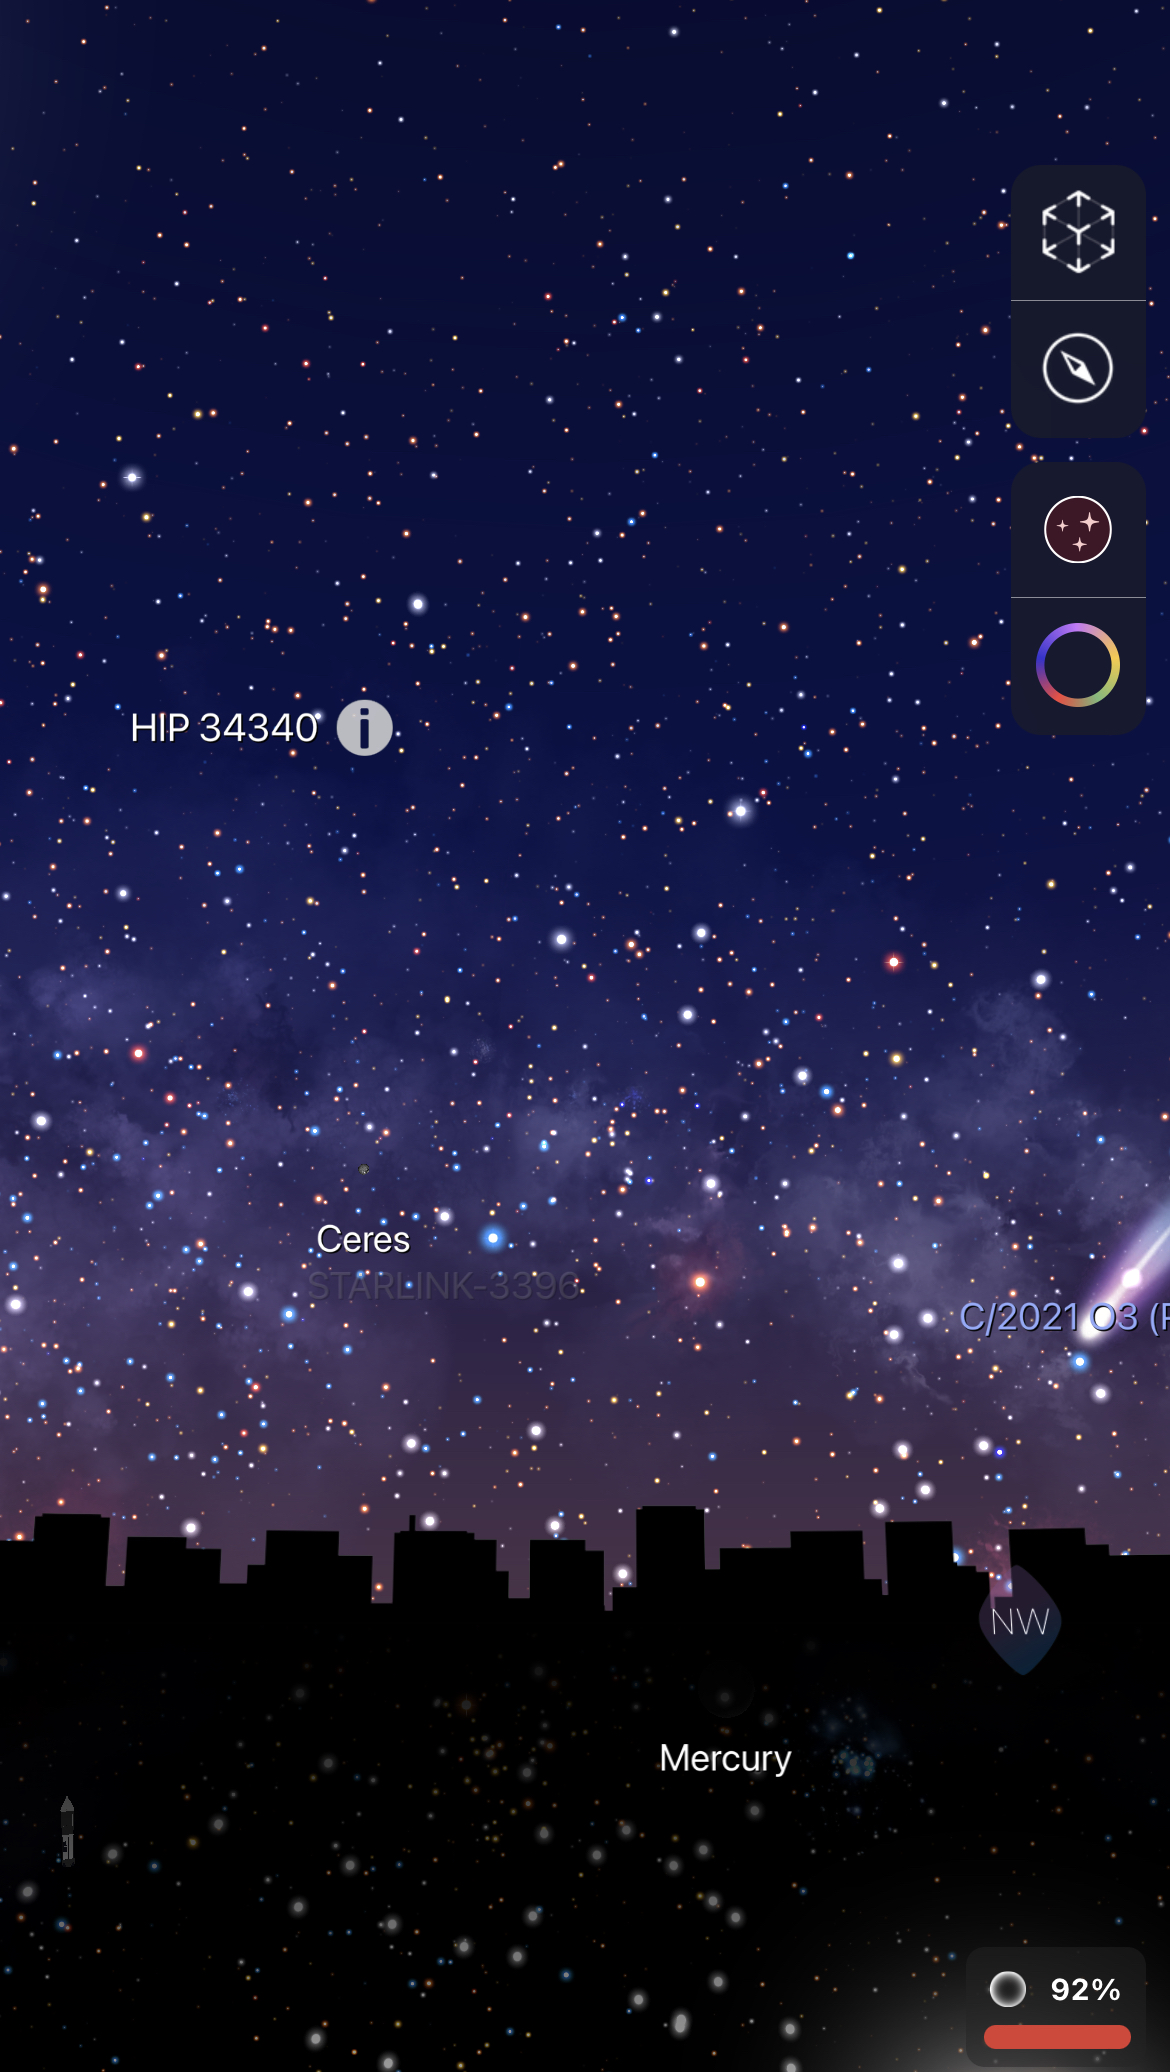 HIP 34340
Ceres
STARLINK-3396
C/2021 O3 (P
NW
Mercury
92%